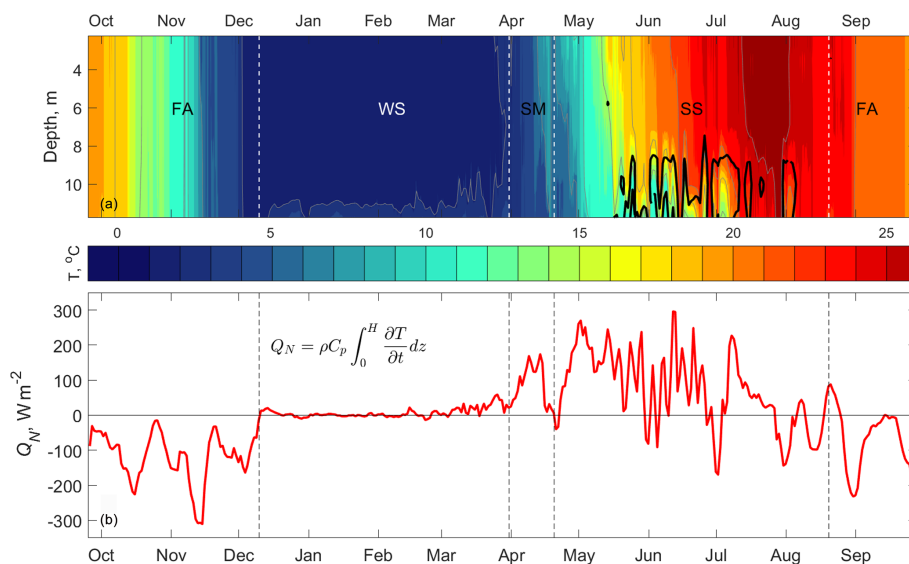 Oct Nov Dec Jan Feb Mar Apr May Jun Jul Aug Sep
Depth, m
4
6
8
10
FA WS SM SS FA
(a)
0 5 10 15 20 25
T, °C
300
200
100
0
-100
-200
-300
Q_N, W m^-2
Q_N = ρC_p ∫_0^H ∂T/∂t dz
(b)
Oct Nov Dec Jan Feb Mar Apr May Jun Jul Aug Sep